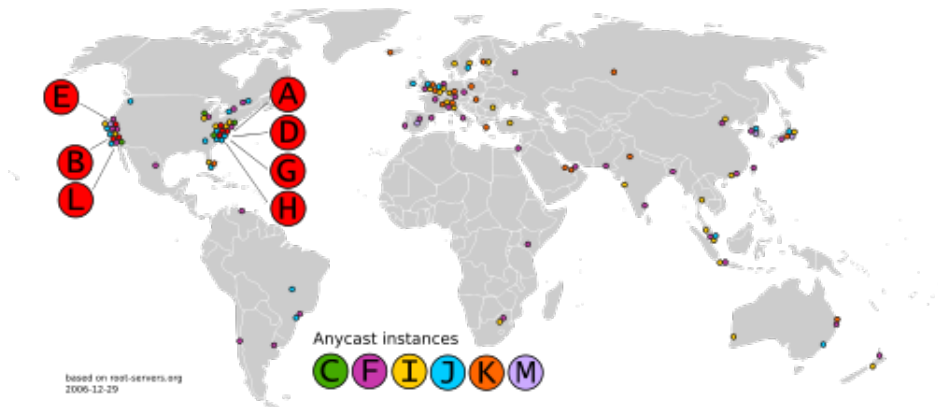 E
A
D
B
G
L
H
Anycast instances
C F I J K M
based on root-servers.org
2006-12-29